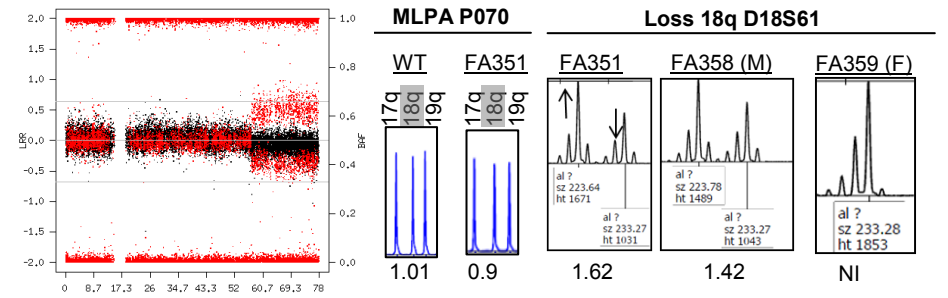 MLPA P070
Loss 18q D18S61
WT
FA351
FA351
FA358 (M)
FA359 (F)
17q
18q
19q
17q
18q
19q
2.0
1.5
1.0
0.5
0.0
-0.5
-1.0
-1.5
-2.0
LRR
1.0
0.8
0.6
0.4
0.2
0.0
BAF
0 8,7 17.3 26 34.7 43.3 52 60.7 69.3 78
al ?
sz 223.64
ht 1671
al ?
sz 233.27
ht 1031
al ?
sz 223.78
ht 1489
al ?
sz 233.27
ht 1043
al ?
sz 233.28
ht 1853
1.01
0.9
1.62
1.42
NI